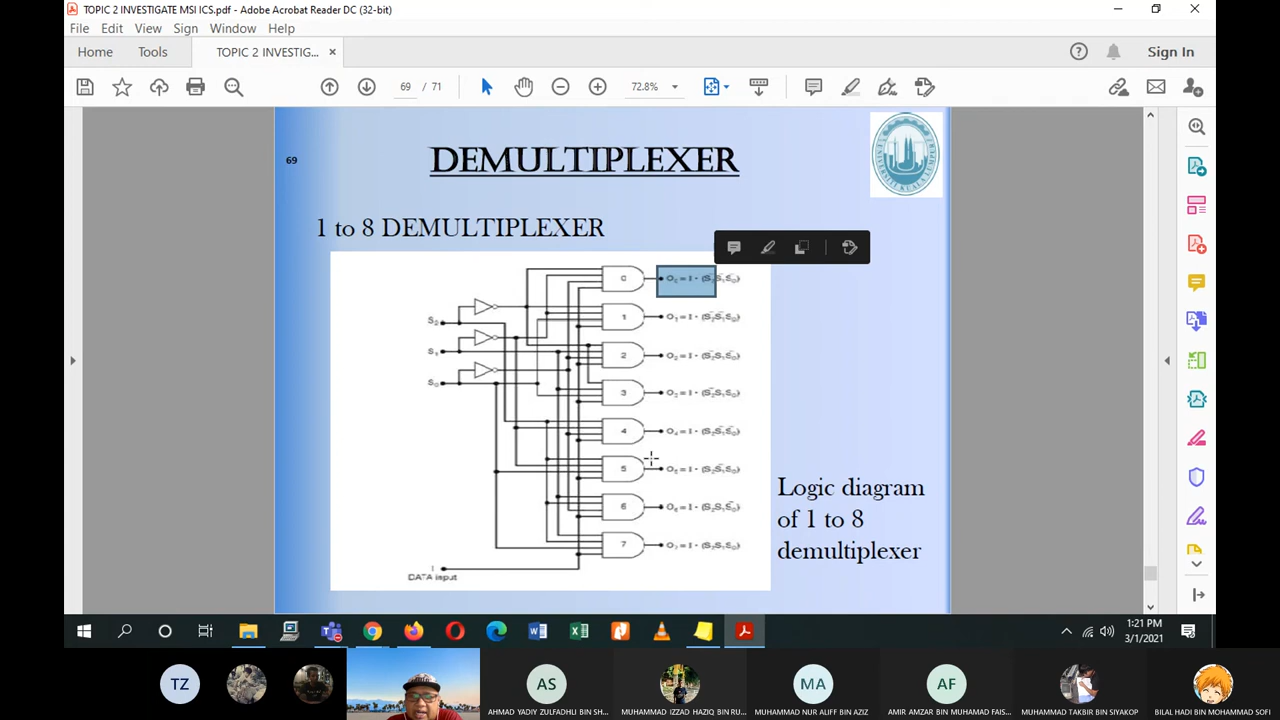 TOPIC 2 INVESTIGATE MSI ICS.pdf - Adobe Acrobat Reader DC (32-bit)
File Edit View Sign Window Help
Home Tools TOPIC 2 INVESTIG... × Sign In
69 / 71 72.8%
69
DEMULTIPLEXER
1 to 8 DEMULTIPLEXER
0
1
S₂
2
S₁
3
S₀
4
5
6
7
I
DATA input
Logic diagram
of 1 to 8
demultiplexer
1:21 PM
3/1/2021
TZ AS MA AF
AHMAD YADIY ZULFADHLI BIN SH... MUHAMMAD IZZAD HAZIQ BIN RU... MUHAMMAD NUR ALIFF BIN AZIZ AMIR AMZAR BIN MUHAMAD FAIS... MUHAMMAD TAKBIR BIN SIYAKOP BILAL HADI BIN MOHAMMAD SOFI